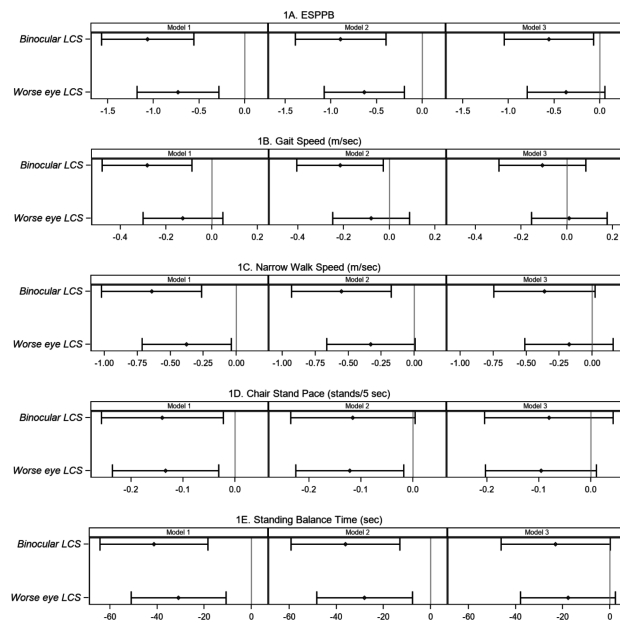 1A. ESPPB
Model 1 Model 2 Model 3
Binocular LCS
Worse eye LCS
-1.5 -1.0 -0.5 0.0 -1.5 -1.0 -0.5 0.0 -1.5 -1.0 -0.5 0.0
1B. Gait Speed (m/sec)
Model 1 Model 2 Model 3
Binocular LCS
Worse eye LCS
-0.4 -0.2 0.0 0.2 -0.4 -0.2 0.0 0.2 -0.4 -0.2 0.0 0.2
1C. Narrow Walk Speed (m/sec)
Model 1 Model 2 Model 3
Binocular LCS
Worse eye LCS
-1.00 -0.75 -0.50 -0.25 0.00 -1.00 -0.75 -0.50 -0.25 0.00 -1.00 -0.75 -0.50 -0.25 0.00
1D. Chair Stand Pace (stands/5 sec)
Model 1 Model 2 Model 3
Binocular LCS
Worse eye LCS
-0.2 -0.1 0.0 -0.2 -0.1 0.0 -0.2 -0.1 0.0
1E. Standing Balance Time (sec)
Model 1 Model 2 Model 3
Binocular LCS
Worse eye LCS
-60 -40 -20 0 -60 -40 -20 0 -60 -40 -20 0